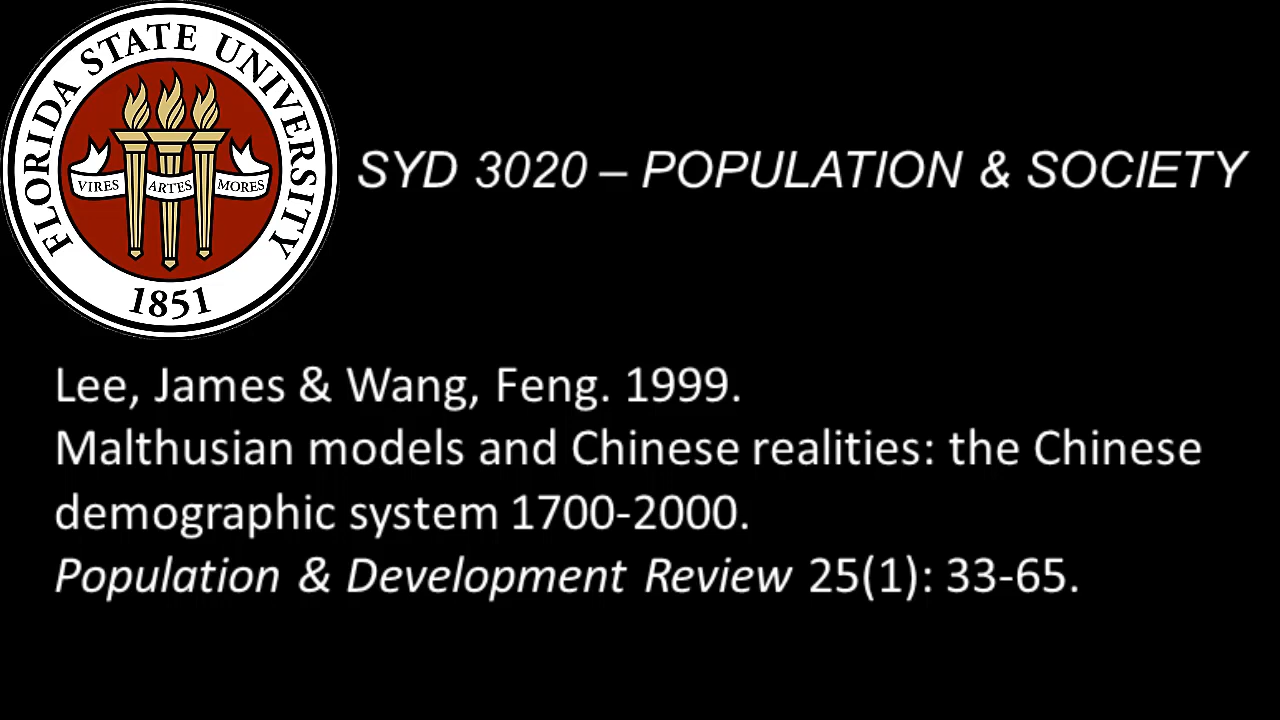 FLORIDA STATE UNIVERSITY
VIRES ARTES MORES
1851
SYD 3020 – POPULATION & SOCIETY
Lee, James & Wang, Feng. 1999.
Malthusian models and Chinese realities: the Chinese
demographic system 1700-2000.
Population & Development Review 25(1): 33-65.